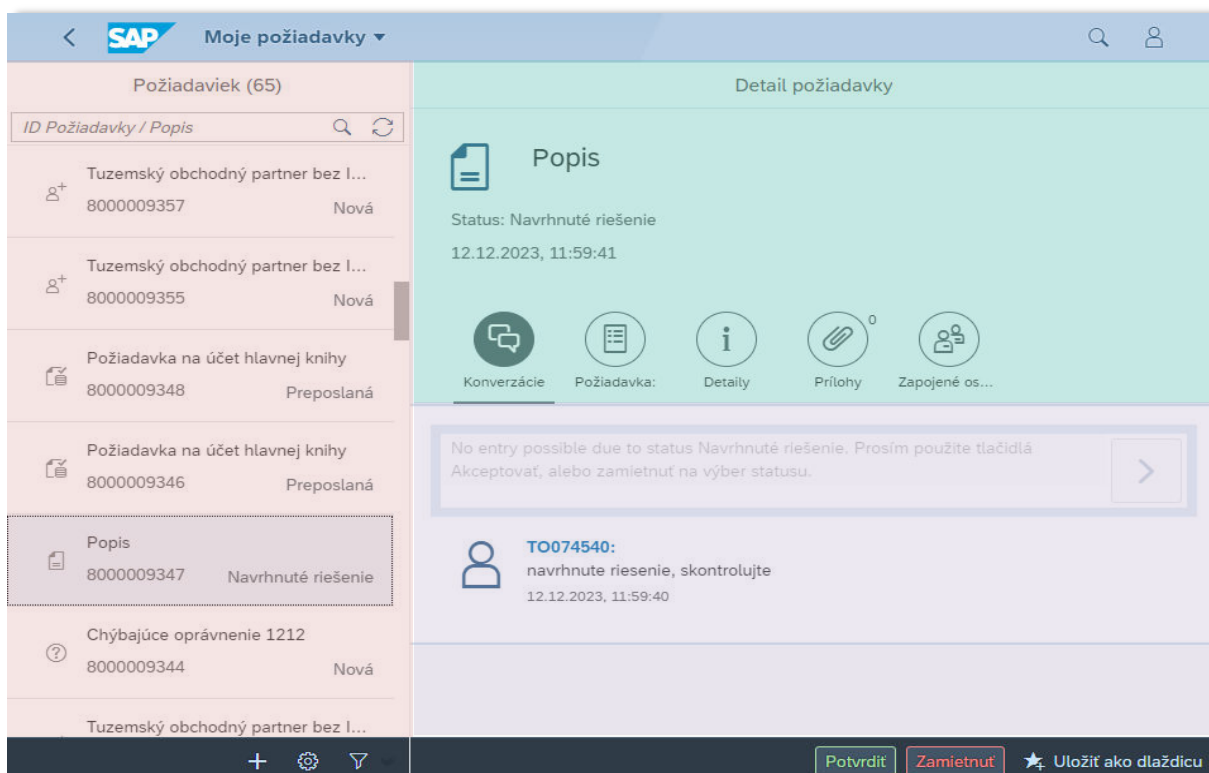 SAP
Moje požiadavky
Požiadaviek (65)
ID Požiadavky / Popis
Tuzemský obchodný partner bez I...
8000009357 Nová
Tuzemský obchodný partner bez I...
8000009355 Nová
Požiadavka na účet hlavnej knihy
8000009348 Preposlaná
Požiadavka na účet hlavnej knihy
8000009346 Preposlaná
Popis
8000009347 Navrhnuté riešenie
Chýbajúce oprávnenie 1212
8000009344 Nová
Tuzemský obchodný partner bez I...
Detail požiadavky
Popis
Status: Navrhnuté riešenie
12.12.2023, 11:59:41
0
Konverzácie Požiadavka: Detaily Prílohy Zapojené os...
No entry possible due to status Navrhnuté riešenie. Prosím použite tlačidlá
Akceptovať, alebo zamietnuť na výber statusu.
TO074540:
navrhnute riesenie, skontrolujte
12.12.2023, 11:59:40
Potvrdiť Zamietnuť Uložiť ako dlaždicu